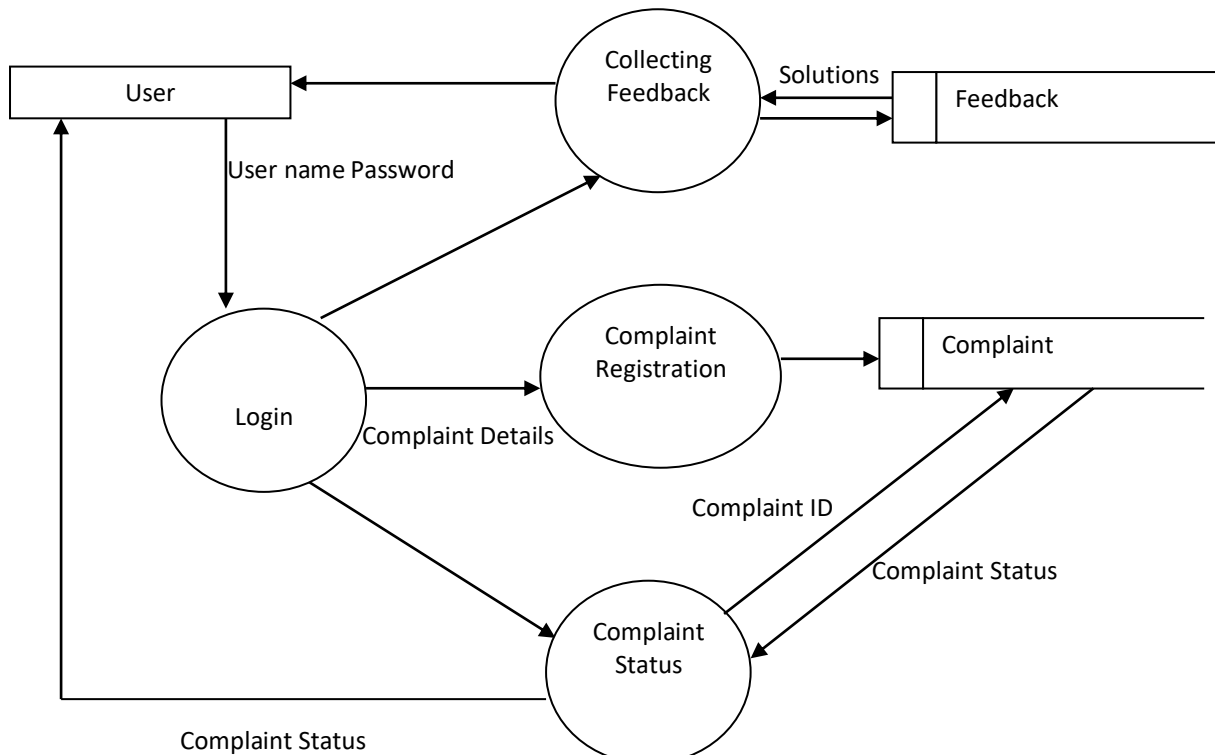 Collecting
Feedback
Solutions
Feedback
User
User name Password
Complaint
Registration
Complaint
Login
Complaint Details
Complaint ID
Complaint Status
Complaint
Status
Complaint Status